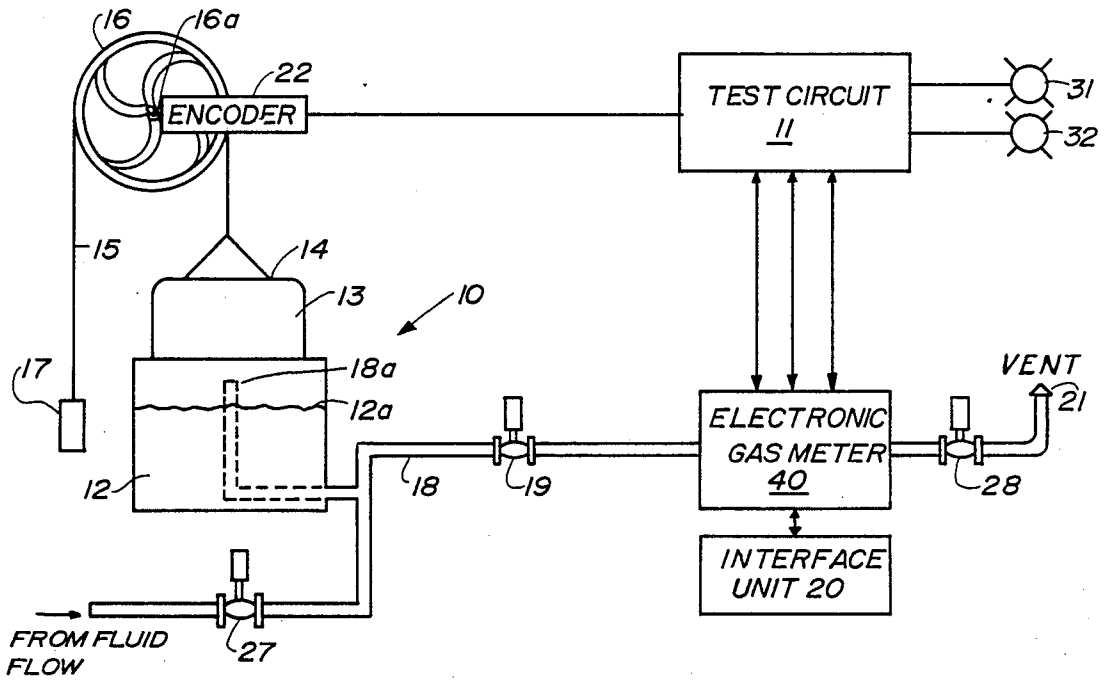 16
16a
22
ENCODER
TEST CIRCUIT
11
31
32
15
14
13
10
17
18a
12a
12
18
19
ELECTRONIC
GAS METER
40
VENT
21
28
INTERFACE
UNIT 20
27
FROM FLUID
FLOW